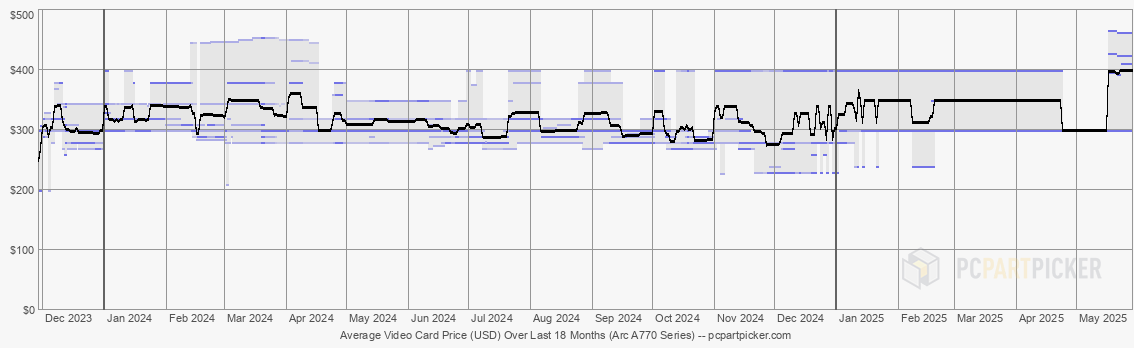 $500
$400
$300
$200
$100
$0
PCPARTPICKER
Dec 2023 Jan 2024 Feb 2024 Mar 2024 Apr 2024 May 2024 Jun 2024 Jul 2024 Aug 2024 Sep 2024 Oct 2024 Nov 2024 Dec 2024 Jan 2025 Feb 2025 Mar 2025 Apr 2025 May 2025
Average Video Card Price (USD) Over Last 18 Months (Arc A770 Series) -- pcpartpicker.com